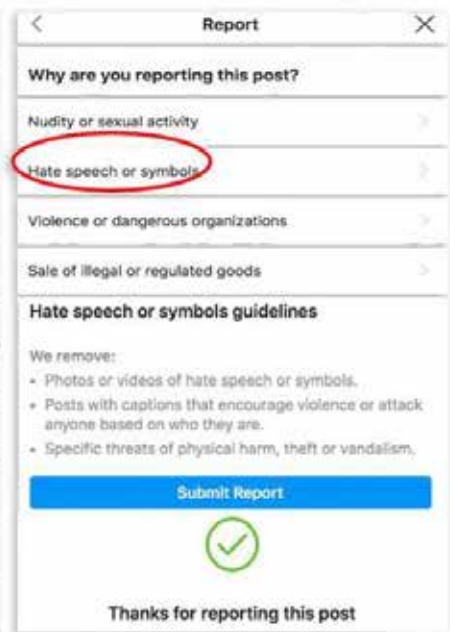 Report
Why are you reporting this post?
Nudity or sexual activity
Hate speech or symbols
Violence or dangerous organizations
Sale of illegal or regulated goods
Hate speech or symbols guidelines
We remove:
• Photos or videos of hate speech or symbols.
• Posts with captions that encourage violence or attack
anyone based on who they are.
• Specific threats of physical harm, theft or vandalism.
Submit Report
Thanks for reporting this post